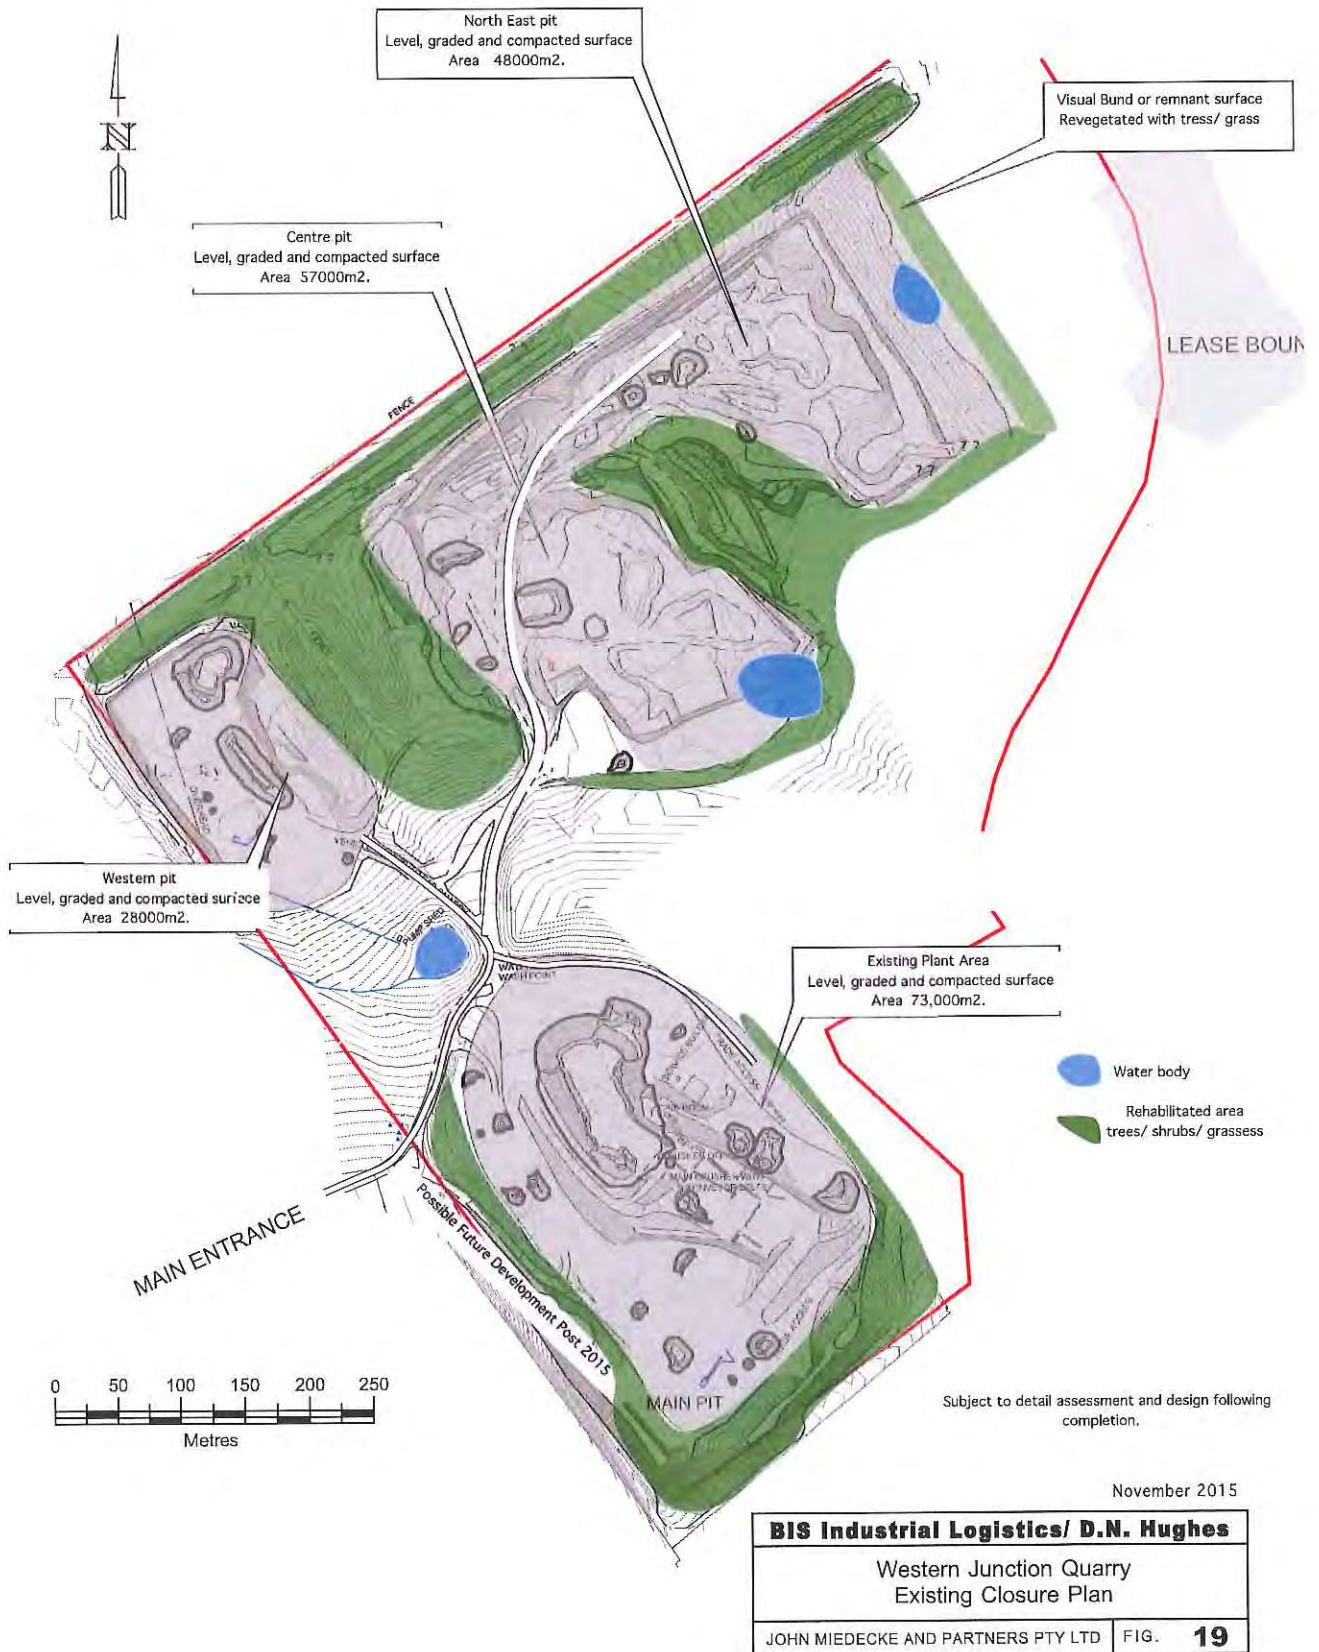 North East pit
Level, graded and compacted surface
Area 48000m2.
Visual Bund or remnant surface
Revegetated with tress/ grass
N
Centre pit
Level, graded and compacted surface
Area 57000m2.
LEASE BOUN
FENCE
Western pit
Level, graded and compacted surface
Area 28000m2.
PUMP SHED
WASHPOINT
Existing Plant Area
Level, graded and compacted surface
Area 73,000m2.
Water body
Rehabilitated area
trees/ shrubs/ grassess
MAIN ENTRANCE
Possible Future Development Post 2015
MAIN PIT
0 50 100 150 200 250
Metres
Subject to detail assessment and design following
completion.
November 2015
BIS Industrial Logistics/ D.N. Hughes
Western Junction Quarry
Existing Closure Plan
JOHN MIEDECKE AND PARTNERS PTY LTD FIG. 19